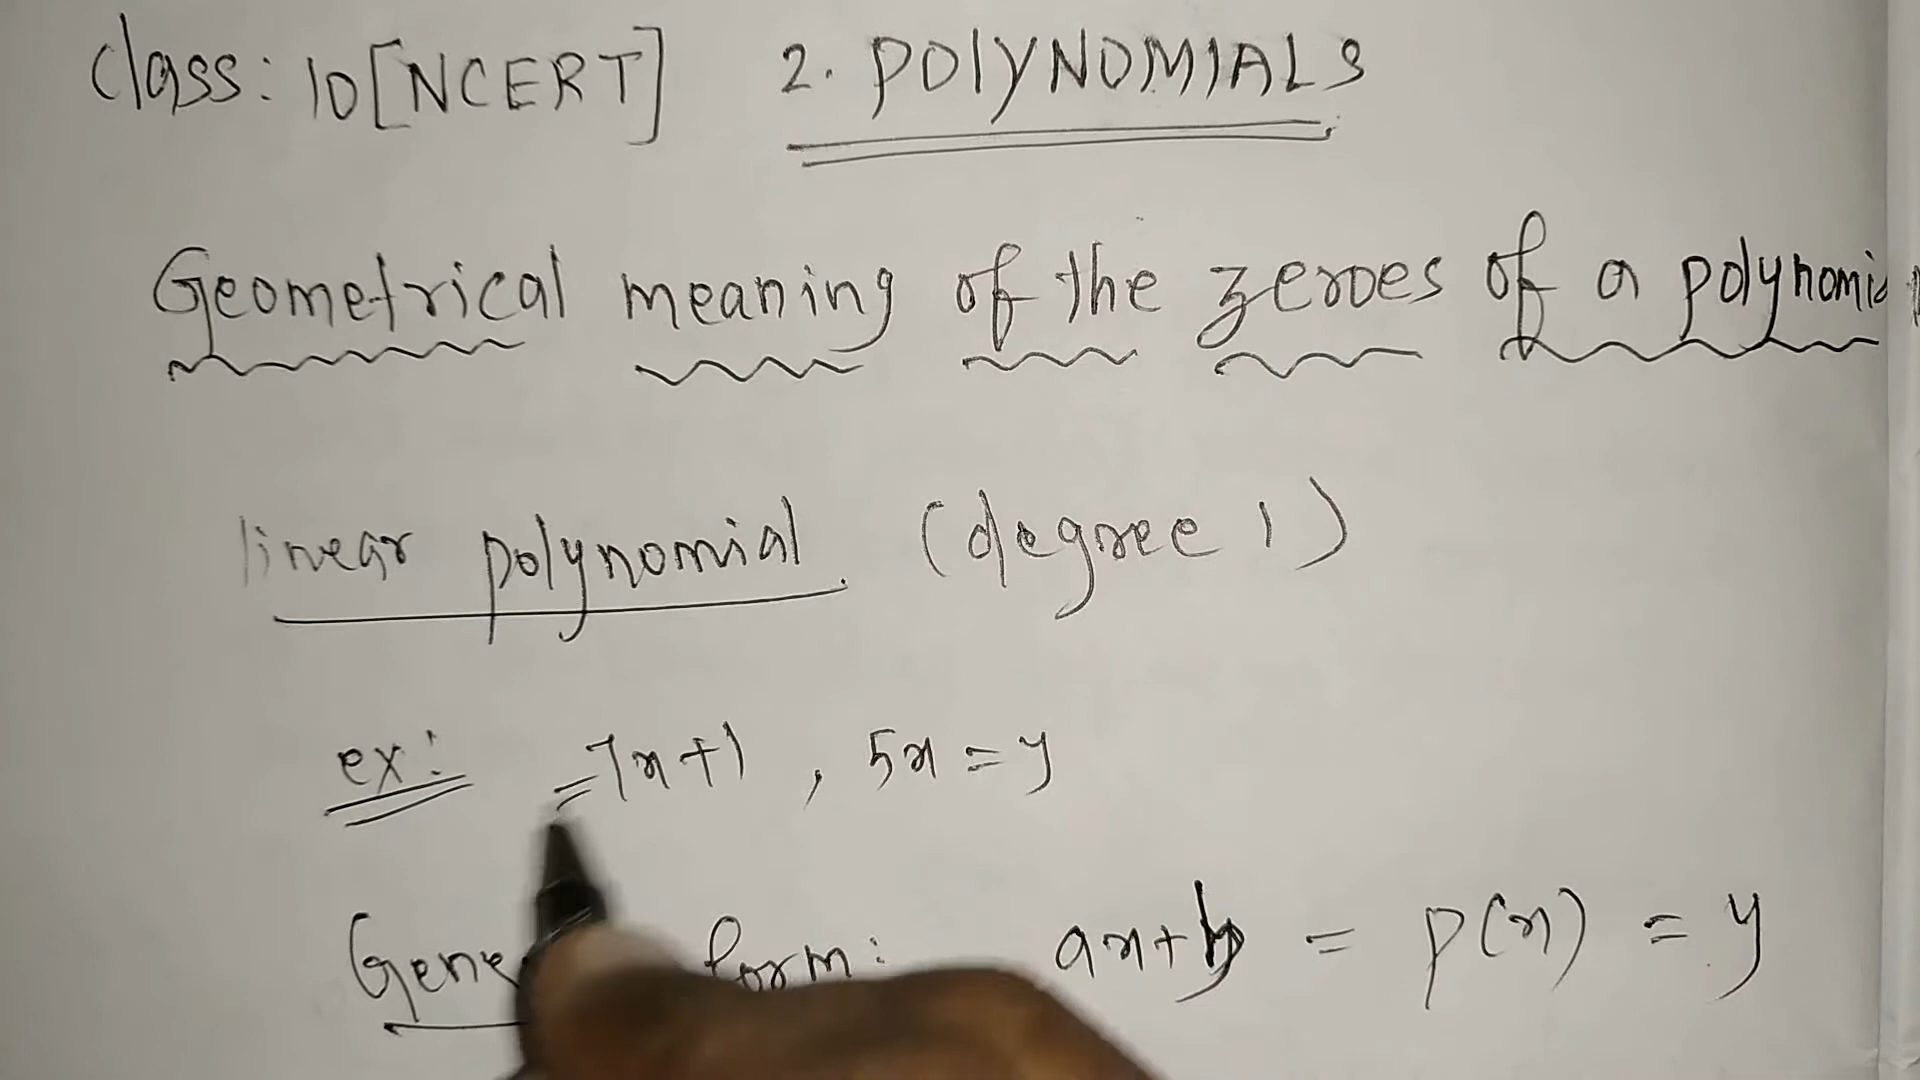 class: 10 [NCERT] 2. POLYNOMIALS
Geometrical meaning of the zeroes of a polynomial
linear polynomial. (degree 1)
ex: =7x+1, 5x=y
form: ax+b = P(x) = y